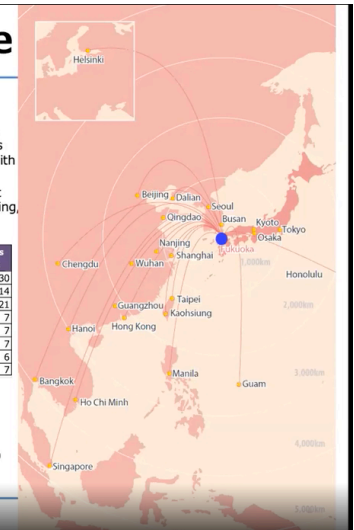 e
Helsinki
s
ith
ing,
s
30
14
21
7
7
7
6
7
Beijing
Dalian
Seoul
Qingdao
Busan
Kyoto
Tokyo
Osaka
Fukuoka
Nanjing
Shanghai
Chengdu
Wuhan
1,000km
Honolulu
Taipei
2,000km
Guangzhou
Kaohsiung
Hong Kong
Hanoi
Manila
3,000km
Bangkok
Guam
Ho Chi Minh
4,000km
Singapore